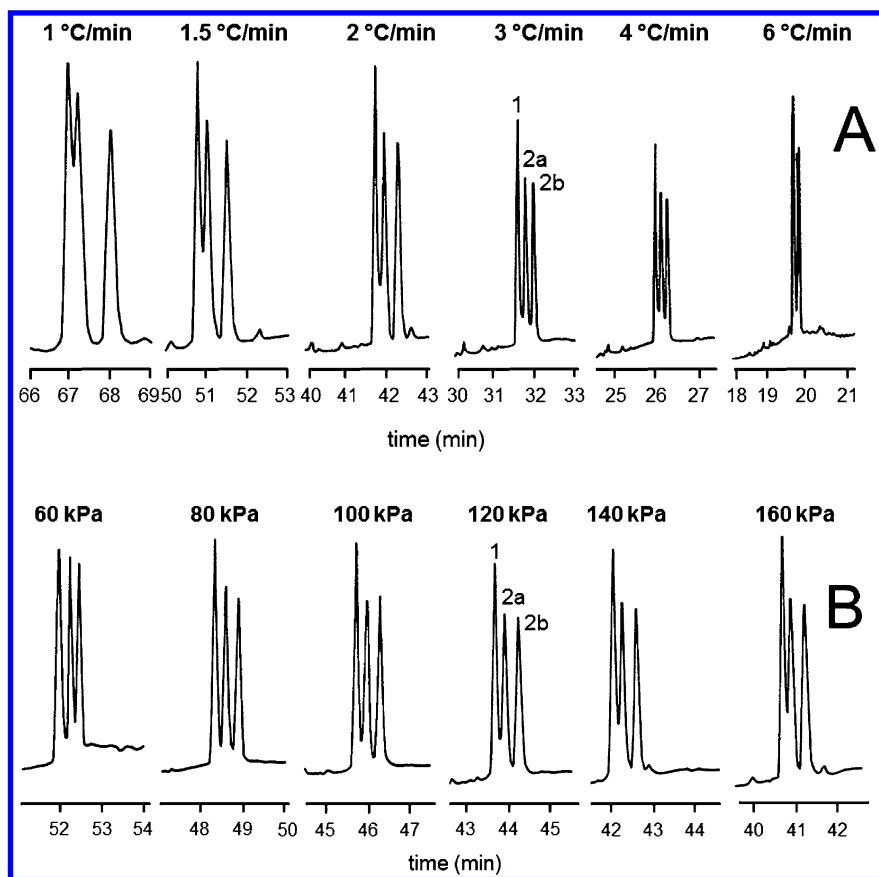 1 °C/min 1.5 °C/min 2 °C/min 3 °C/min 4 °C/min 6 °C/min
A
1
2a
2b
66 67 68 69 50 51 52 53 40 41 42 43 30 31 32 33 25 26 27 18 19 20 21
time (min)
60 kPa 80 kPa 100 kPa 120 kPa 140 kPa 160 kPa
1
B
2a
2b
52 53 54 48 49 50 45 46 47 43 44 45 42 43 44 40 41 42
time (min)